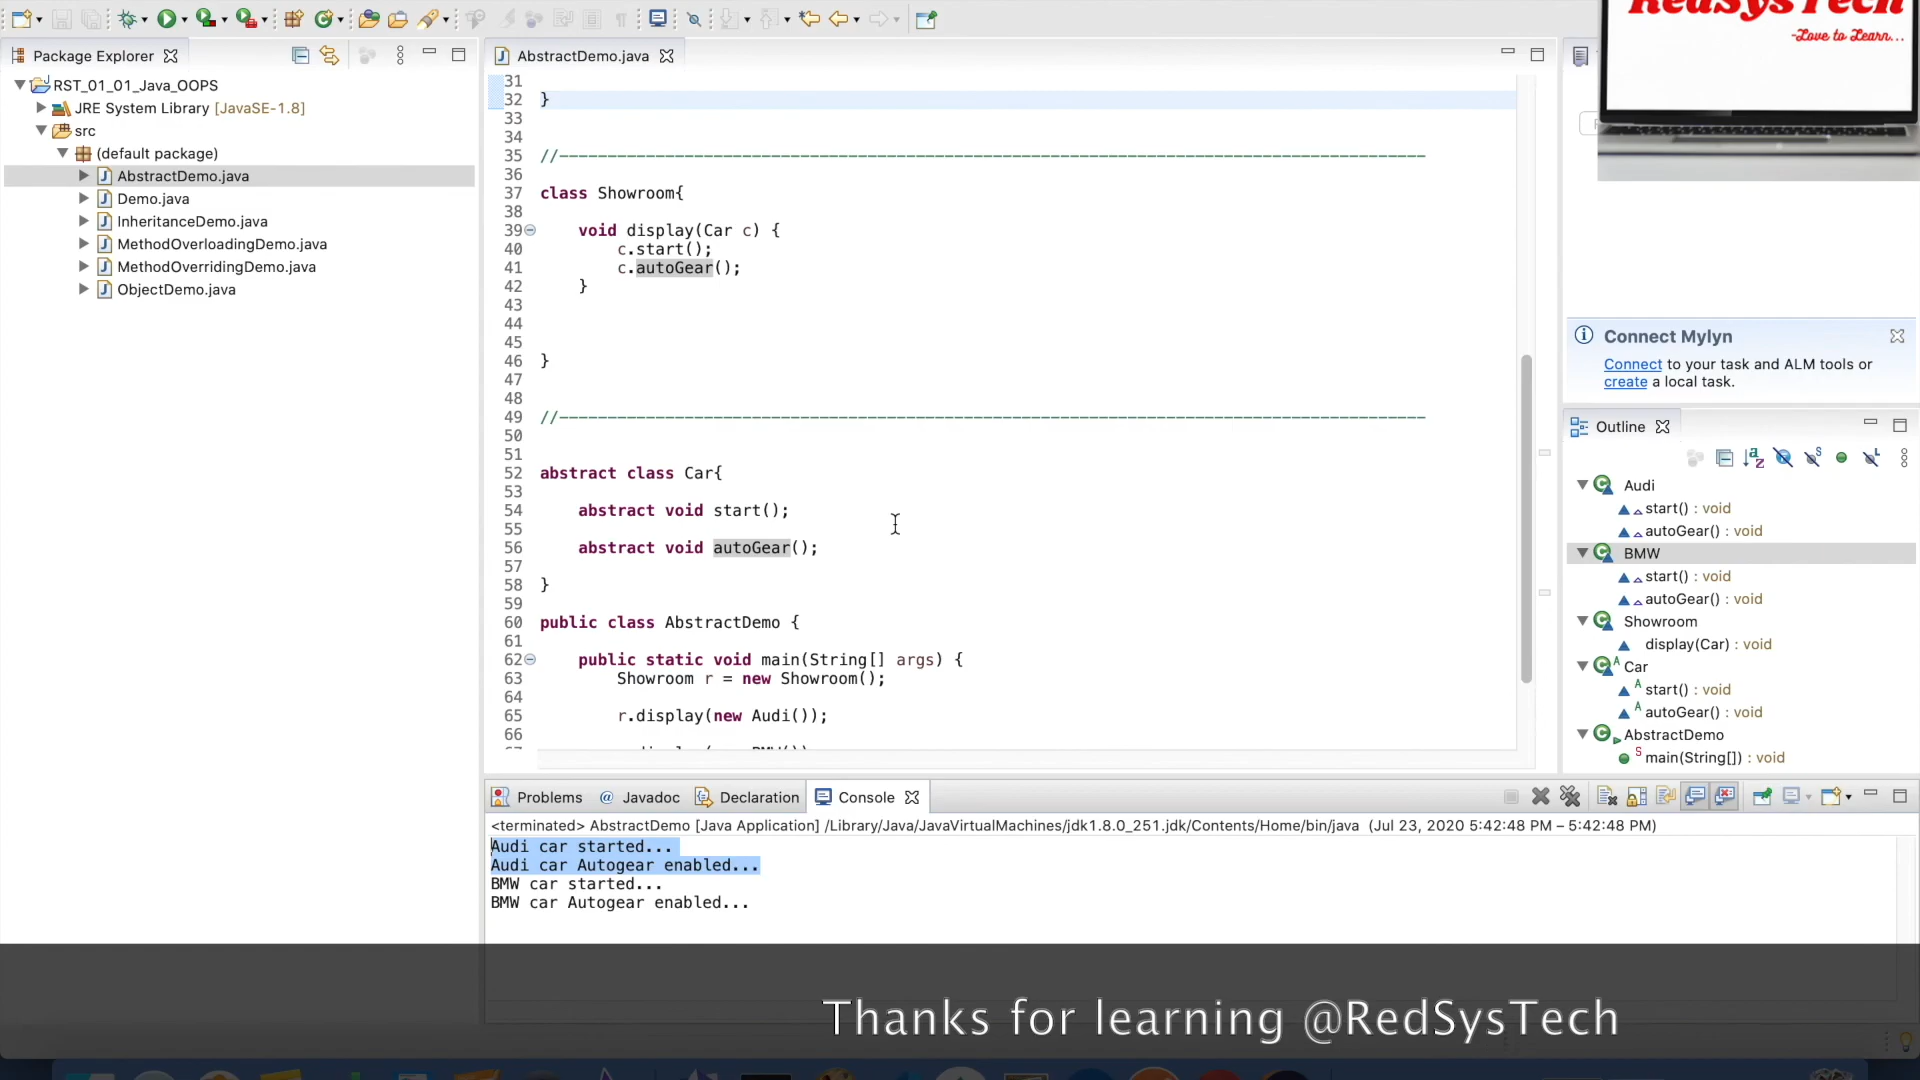 RedSysTech
-Love to Learn...
Package Explorer
AbstractDemo.java
RST_01_01_Java_OOPS
JRE System Library [JavaSE-1.8]
src
(default package)
AbstractDemo.java
Demo.java
InheritanceDemo.java
MethodOverloadingDemo.java
MethodOverridingDemo.java
ObjectDemo.java
31
32 }
33
34
35 //------------------------------------------------------------------------------------------
36
37 class Showroom{
38
39 void display(Car c) {
40 c.start();
41 c.autoGear();
42 }
43
44
45
46 }
47
48
49 //------------------------------------------------------------------------------------------
50
51
52 abstract class Car{
53
54 abstract void start();
55
56 abstract void autoGear();
57
58 }
59
60 public class AbstractDemo {
61
62 public static void main(String[] args) {
63 Showroom r = new Showroom();
64
65 r.display(new Audi());
66
Connect Mylyn
Connect to your task and ALM tools or
create a local task.
Outline
Audi
start() : void
autoGear() : void
BMW
start() : void
autoGear() : void
Showroom
display(Car) : void
Car
start() : void
autoGear() : void
AbstractDemo
main(String[]) : void
Problems
Javadoc
Declaration
Console
<terminated> AbstractDemo [Java Application] /Library/Java/JavaVirtualMachines/jdk1.8.0_251.jdk/Contents/Home/bin/java (Jul 23, 2020 5:42:48 PM – 5:42:48 PM)
Audi car started...
Audi car Autogear enabled...
BMW car started...
BMW car Autogear enabled...
Thanks for learning @RedSysTech